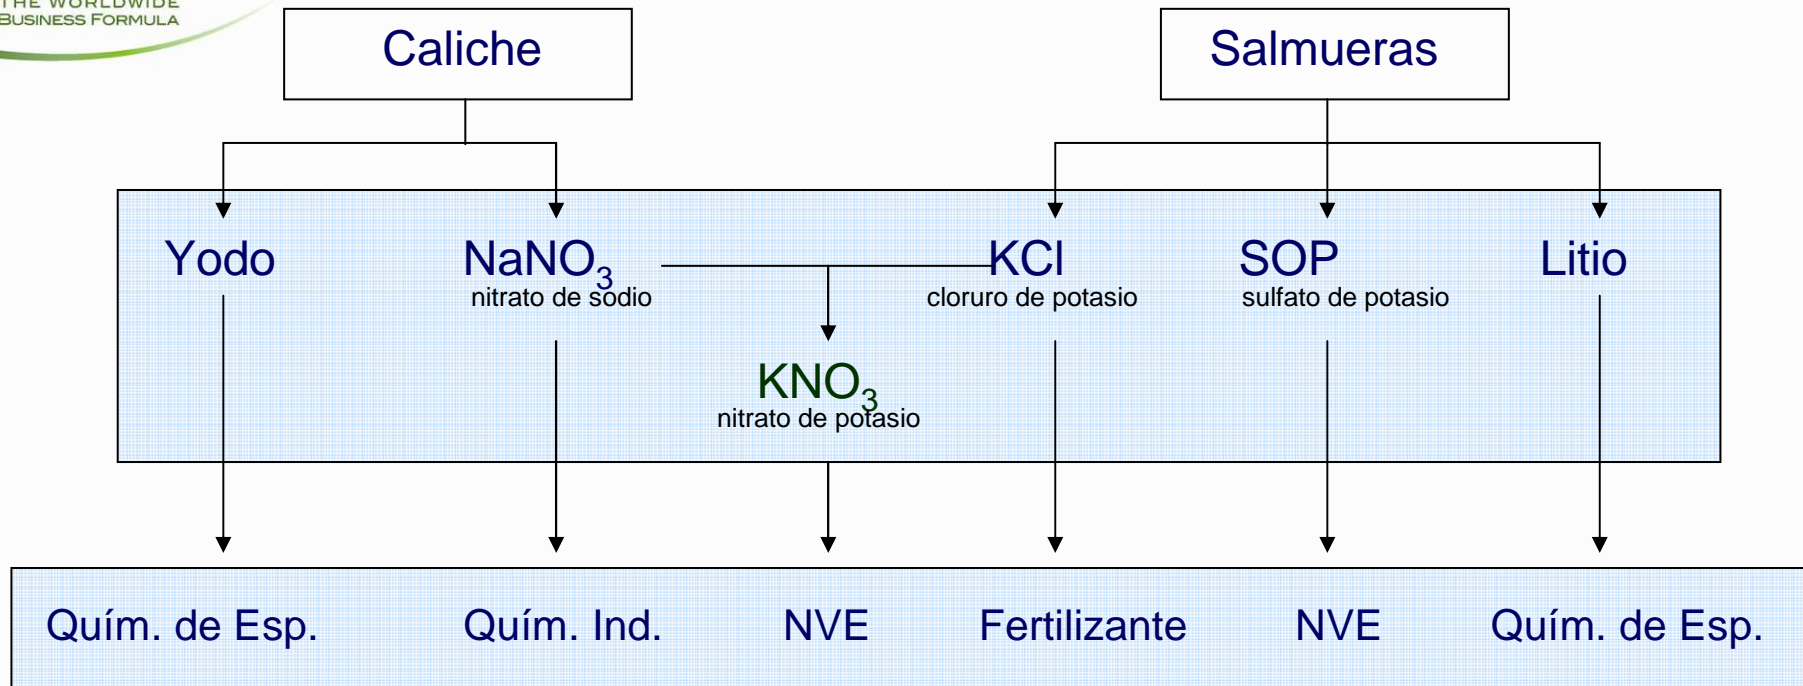 THE WORLDWIDE
BUSINESS FORMULA
Caliche
Salmueras
Yodo
NaNO3
nitrato de sodio
KCl
cloruro de potasio
SOP
sulfato de potasio
Litio
KNO3
nitrato de potasio
Quím. de Esp.
Quím. Ind.
NVE
Fertilizante
NVE
Quím. de Esp.